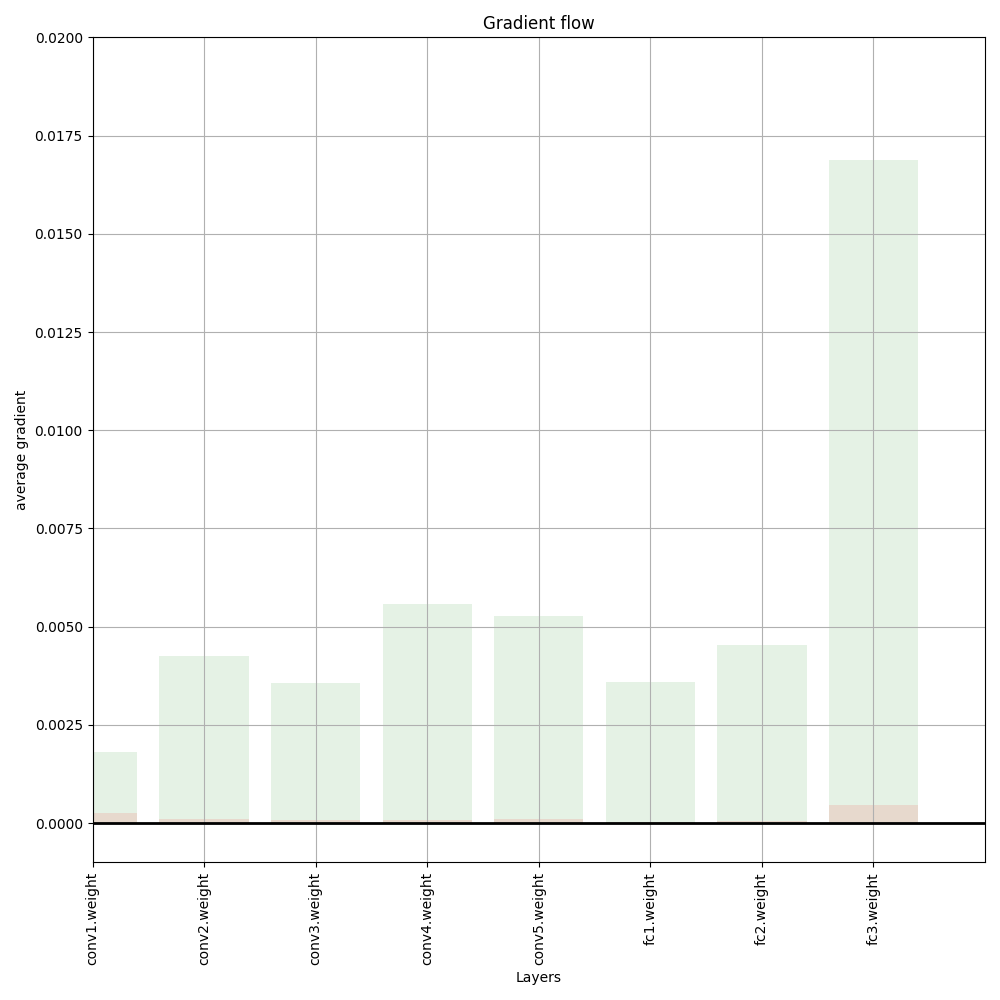 Gradient flow
0.0200
0.0175
0.0150
0.0125
0.0100
0.0075
0.0050
0.0025
0.0000
average gradient
conv1.weight
conv2.weight
conv3.weight
conv4.weight
conv5.weight
fc1.weight
fc2.weight
fc3.weight
Layers